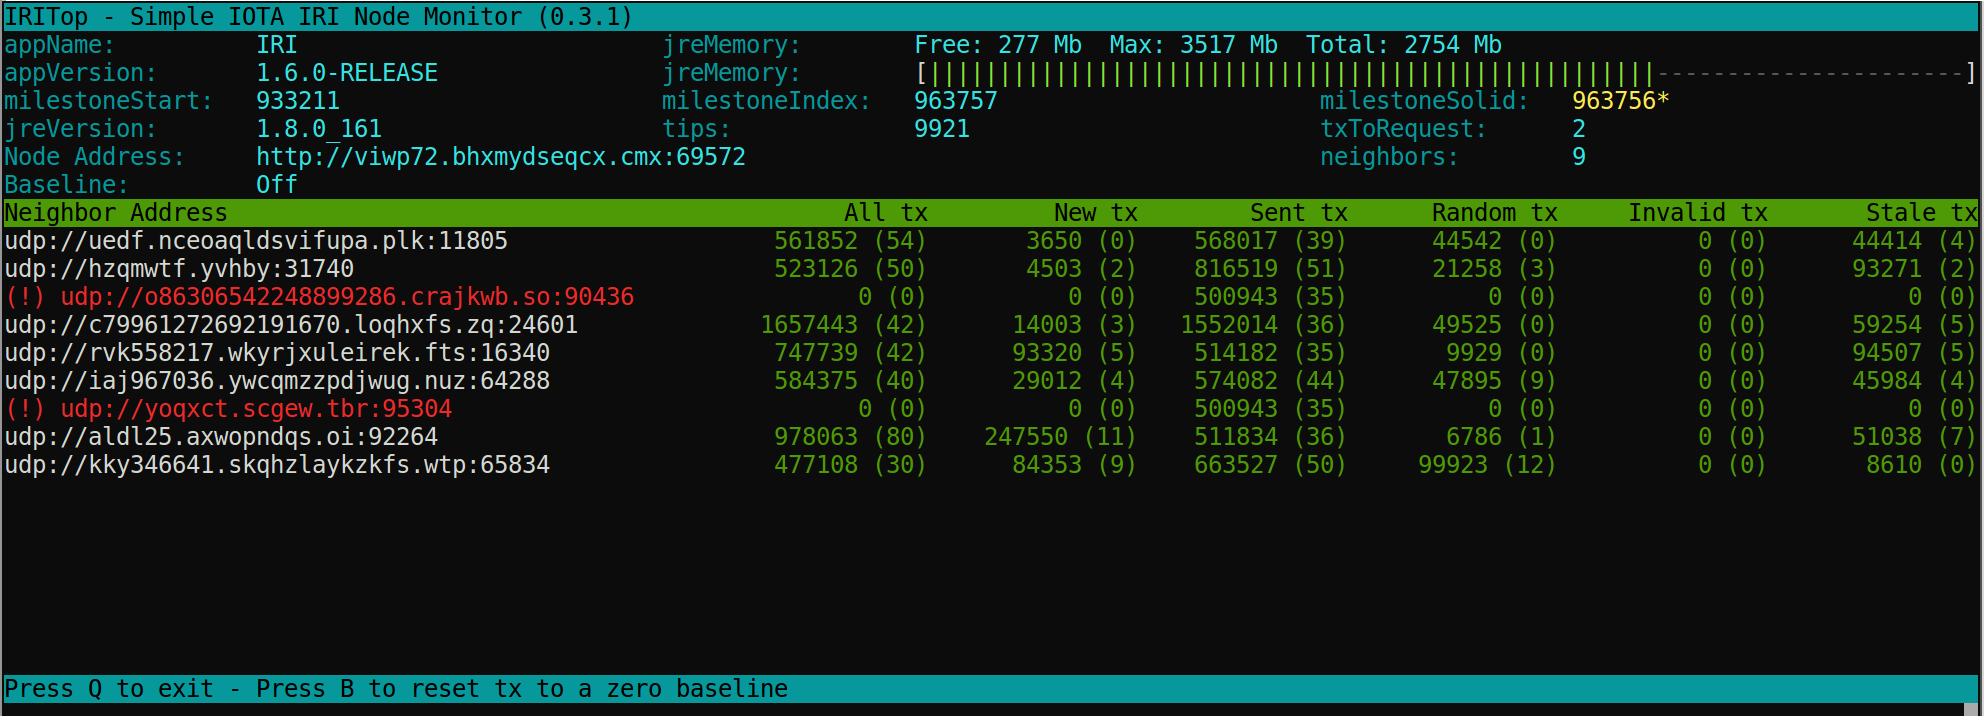 IRITop - Simple IOTA IRI Node Monitor (0.3.1)
appName: IRI jreMemory: Free: 277 Mb Max: 3517 Mb Total: 2754 Mb
appVersion: 1.6.0-RELEASE jreMemory: [||||||||||||||||||||||||||||||||||||||||||||||||||||----------------------]
milestoneStart: 933211 milestoneIndex: 963757 milestoneSolid: 963756*
jreVersion: 1.8.0_161 tips: 9921 txToRequest: 2
Node Address: http://viwp72.bhxmydseqcx.cmx:69572 neighbors: 9
Baseline: Off
Neighbor Address All tx New tx Sent tx Random tx Invalid tx Stale tx
udp://uedf.nceoaqldsvifupa.plk:11805 561852 (54) 3650 (0) 568017 (39) 44542 (0) 0 (0) 44414 (4)
udp://hzqmwtf.yvhby:31740 523126 (50) 4503 (2) 816519 (51) 21258 (3) 0 (0) 93271 (2)
(!) udp://o86306542248899286.crajkwb.so:90436 0 (0) 0 (0) 500943 (35) 0 (0) 0 (0) 0 (0)
udp://c79961272692191670.loqhxfs.zq:24601 1657443 (42) 14003 (3) 1552014 (36) 49525 (0) 0 (0) 59254 (5)
udp://rvk558217.wkyrjxuleirek.fts:16340 747739 (42) 93320 (5) 514182 (35) 9929 (0) 0 (0) 94507 (5)
udp://iaj967036.ywcqmzzpdjwug.nuz:64288 584375 (40) 29012 (4) 574082 (44) 47895 (9) 0 (0) 45984 (4)
(!) udp://yoqxct.scgew.tbr:95304 0 (0) 0 (0) 500943 (35) 0 (0) 0 (0) 0 (0)
udp://aldl25.axwopndqs.oi:92264 978063 (80) 247550 (11) 511834 (36) 6786 (1) 0 (0) 51038 (7)
udp://kky346641.skqhzlaykzkfs.wtp:65834 477108 (30) 84353 (9) 663527 (50) 99923 (12) 0 (0) 8610 (0)
Press Q to exit - Press B to reset tx to a zero baseline